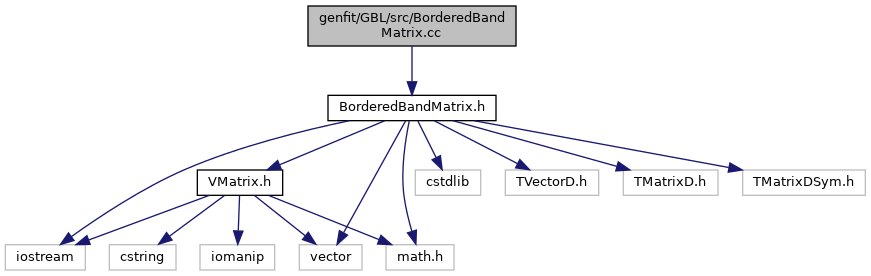 genfit/GBL/src/BorderedBand
Matrix.cc
BorderedBandMatrix.h
VMatrix.h
cstdlib
TVectorD.h
TMatrixD.h
TMatrixDSym.h
iostream
cstring
iomanip
vector
math.h